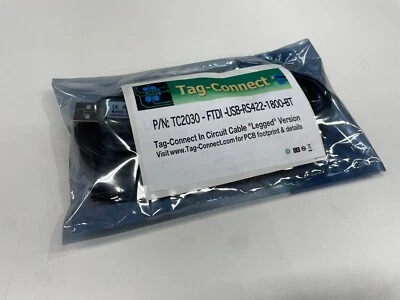 Tag-Connect
P/N: TC2030 - FTDI -USB-RS422-1800-BT
Tag-Connect In Circuit Cable "Legged" Version
Visit www.Tag-Connect.com for PCB footprint & details